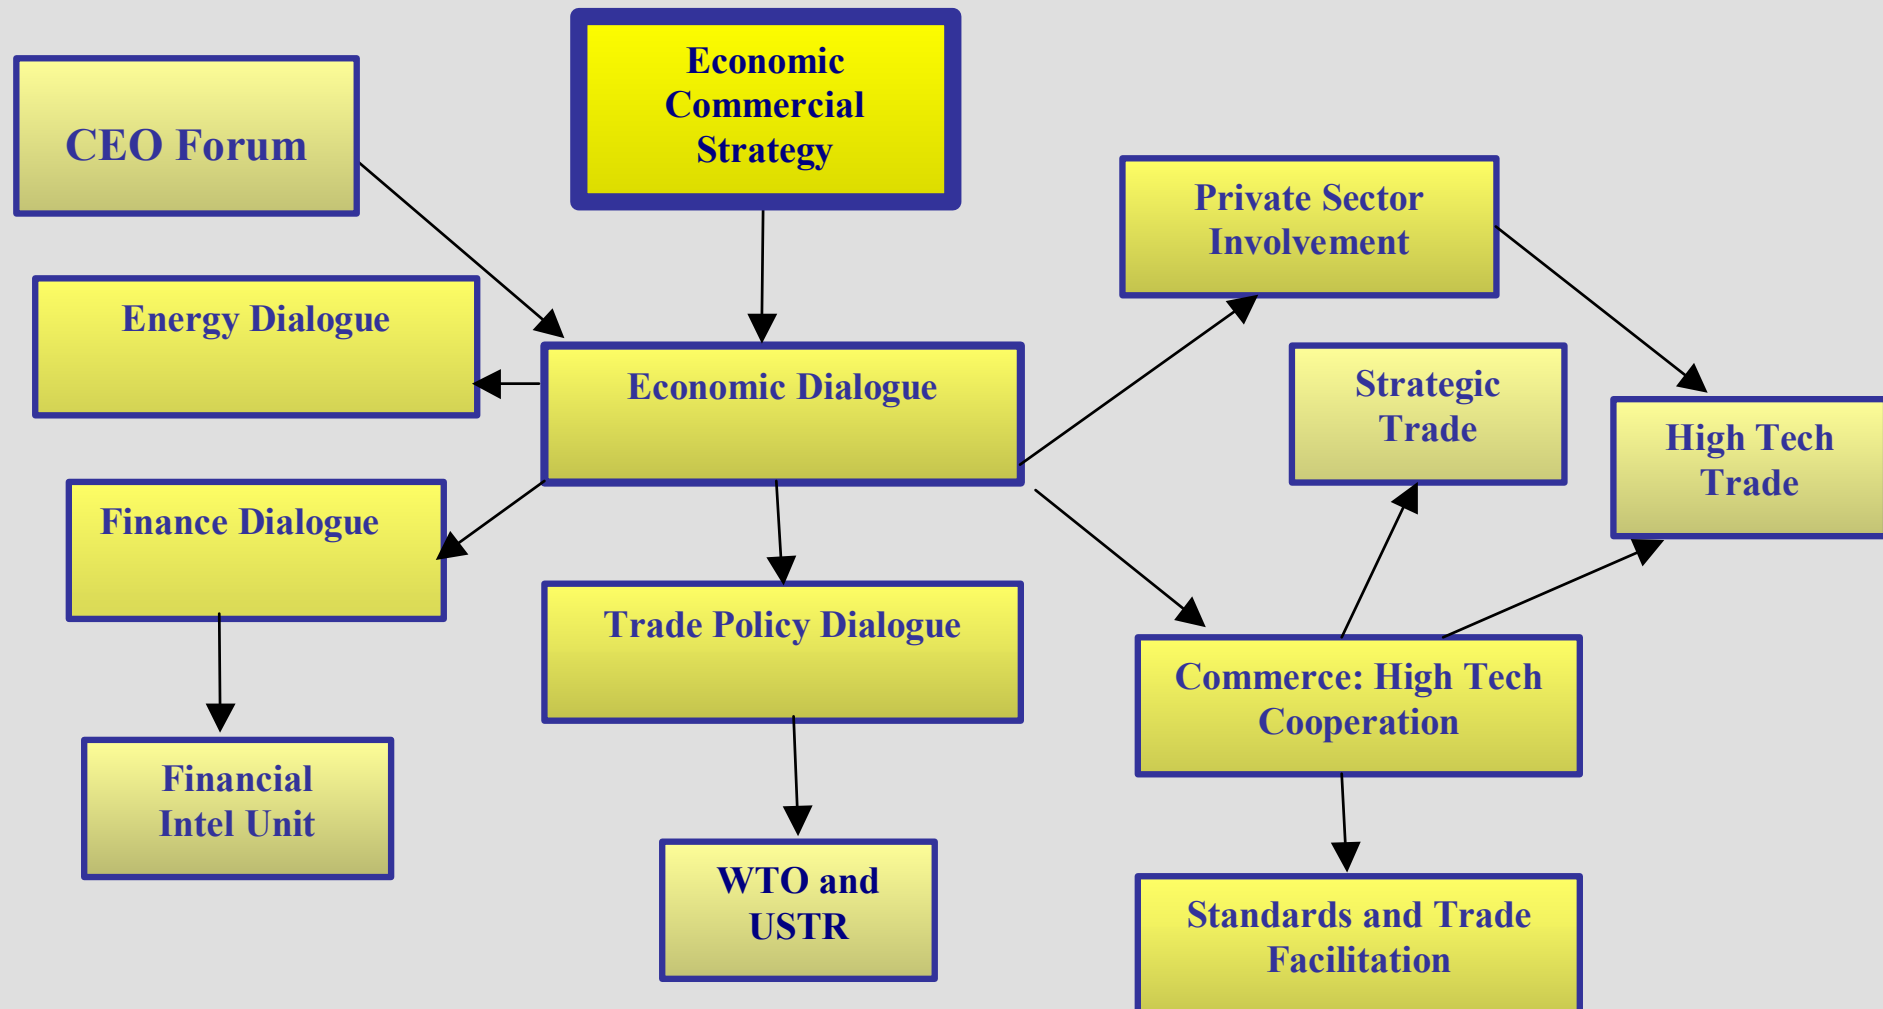 Economic
Commercial
Strategy
CEO Forum
Private Sector
Involvement
Energy Dialogue
Economic Dialogue
Strategic
Trade
High Tech
Trade
Finance Dialogue
Trade Policy Dialogue
Commerce: High Tech
Cooperation
Financial
Intel Unit
WTO and
USTR
Standards and Trade
Facilitation